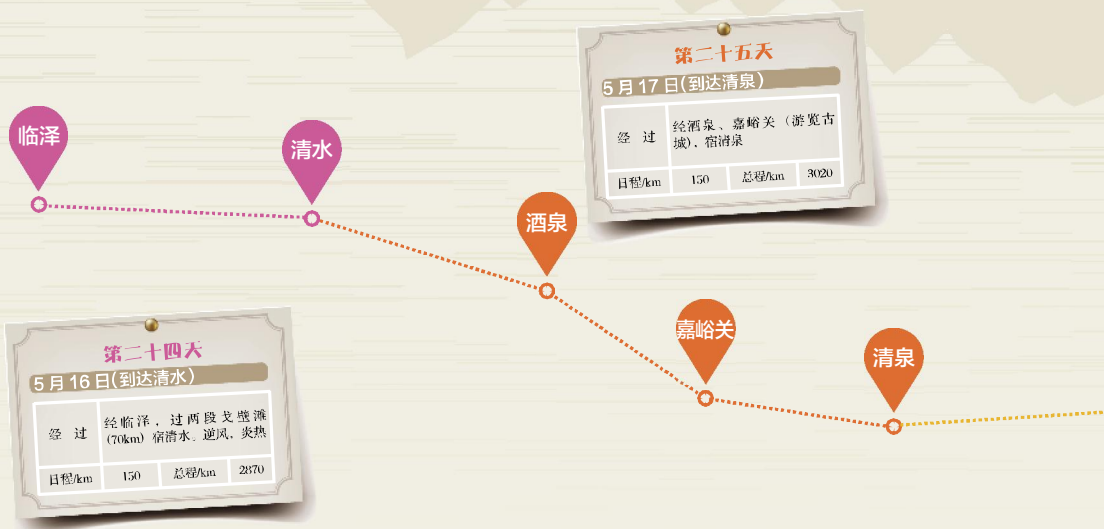 临泽
清水
酒泉
嘉峪关
清泉
第二十五天
5月17日(到达清泉)
经 过
经酒泉、嘉峪关(游览古
城), 宿清泉
日程/km 150 总程/km 3020
第二十四天
5月16日(到达清水)
经 过
经临泽, 过两段戈壁滩
(70km) 宿清水。逆风, 炎热
日程/km 150 总程/km 2870